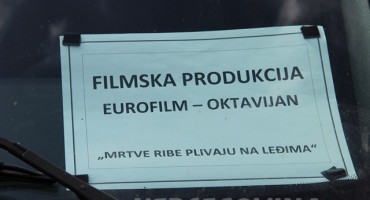 FILMSKA PRODUKCIJA
EUROFILM – OKTAVIJAN
„MRTVE RIBE PLIVAJU NA LEĐIMA“